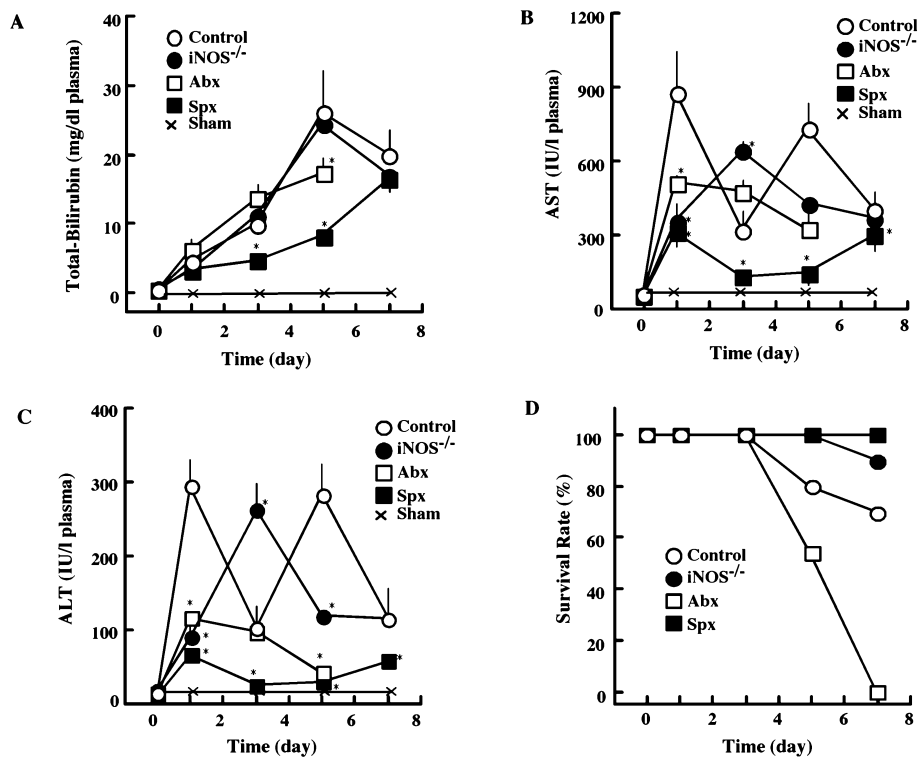 A
Total-Bilirubin (mg/dl plasma)
40
30
20
10
0
Control
iNOS-/-
Abx
Spx
Sham
*
*
*
0 2 4 6 8
Time (day)
B
AST (IU/l plasma)
1200
900
600
300
0
Control
iNOS-/-
Abx
Spx
Sham
*
*
*
*
*
*
*
0 2 4 6 8
Time (day)
C
ALT (IU/l plasma)
400
300
200
100
0
Control
iNOS-/-
Abx
Spx
Sham
*
*
*
*
*
*
*
*
*
0 2 4 6 8
Time (day)
D
Survival Rate (%)
100
80
60
40
20
0
Control
iNOS-/-
Abx
Spx
0 2 4 6 8
Time (day)